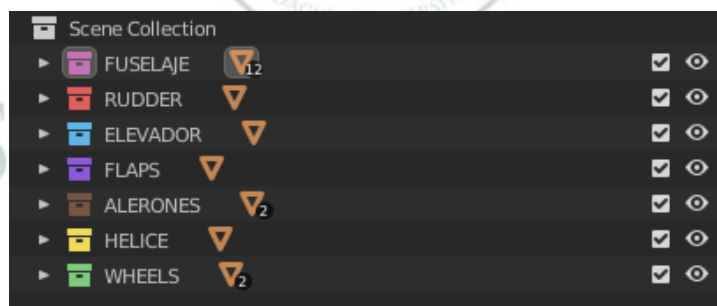 Scene Collection
FUSELAJE 12
RUDDER
ELEVADOR
FLAPS
ALERONES 2
HELICE
WHEELS 2